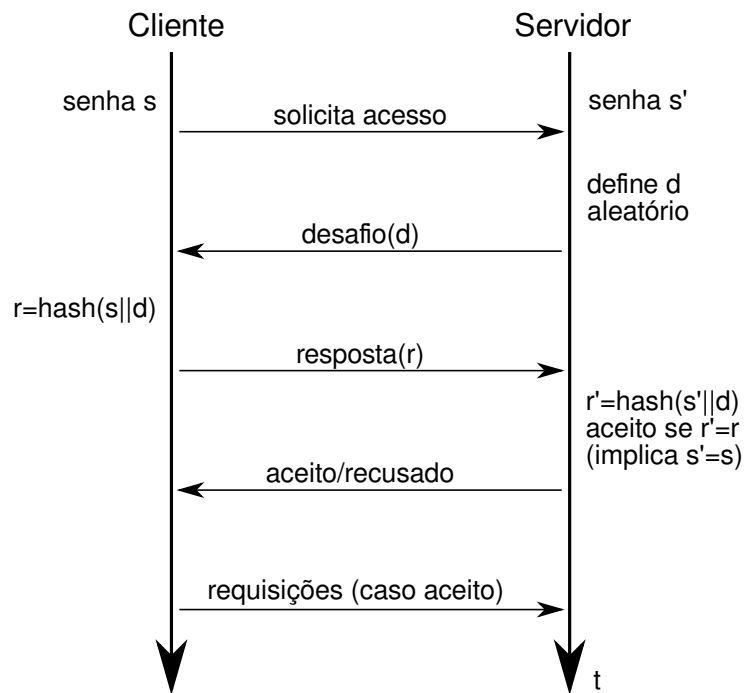 Cliente
Servidor
senha s
senha s'
solicita acesso
define d
aleatório
desafio(d)
r=hash(s||d)
resposta(r)
r'=hash(s'||d)
aceito se r'=r
(implica s'=s)
aceito/recusado
requisições (caso aceito)
t